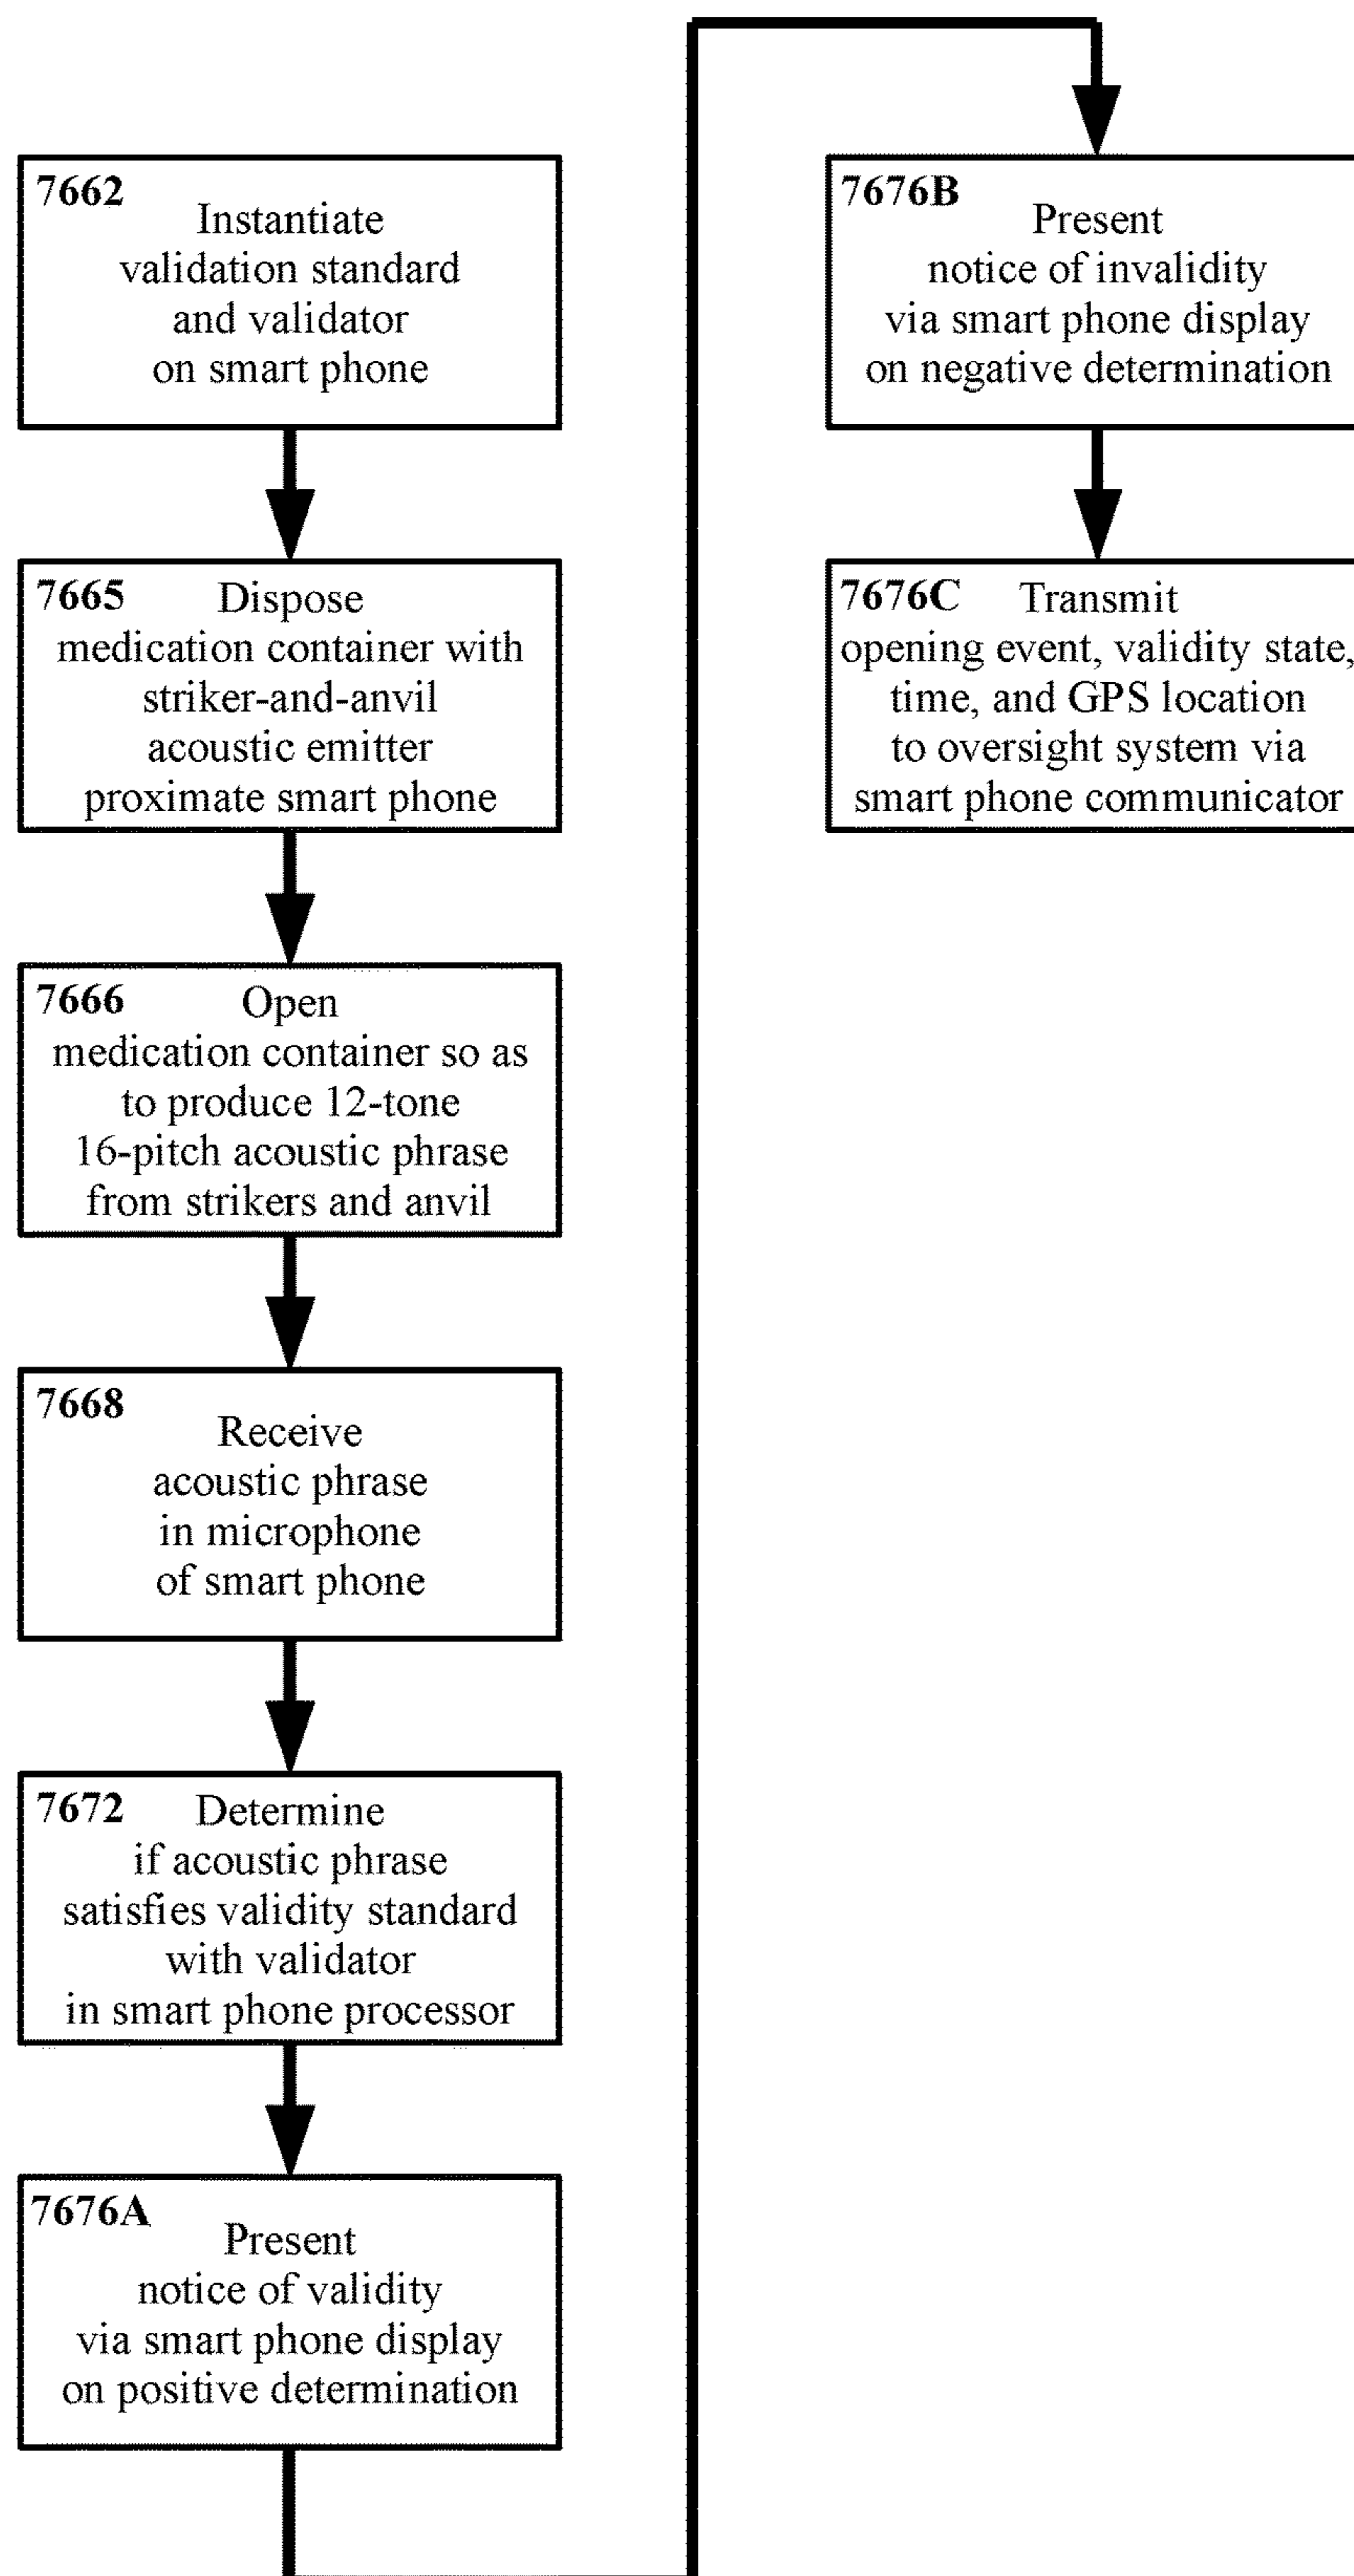 7662
Instantiate
validation standard
and validator
on smart phone
7665 Dispose
medication container with
striker-and-anvil
acoustic emitter
proximate smart phone
7666 Open
medication container so as
to produce 12-tone
16-pitch acoustic phrase
from strikers and anvil
7668
Receive
acoustic phrase
in microphone
of smart phone
7672 Determine
if acoustic phrase
satisfies validity standard
with validator
in smart phone processor
7676A
Present
notice of validity
via smart phone display
on positive determination
7676B
Present
notice of invalidity
via smart phone display
on negative determination
7676C Transmit
opening event, validity state,
time, and GPS location
to oversight system via
smart phone communicator